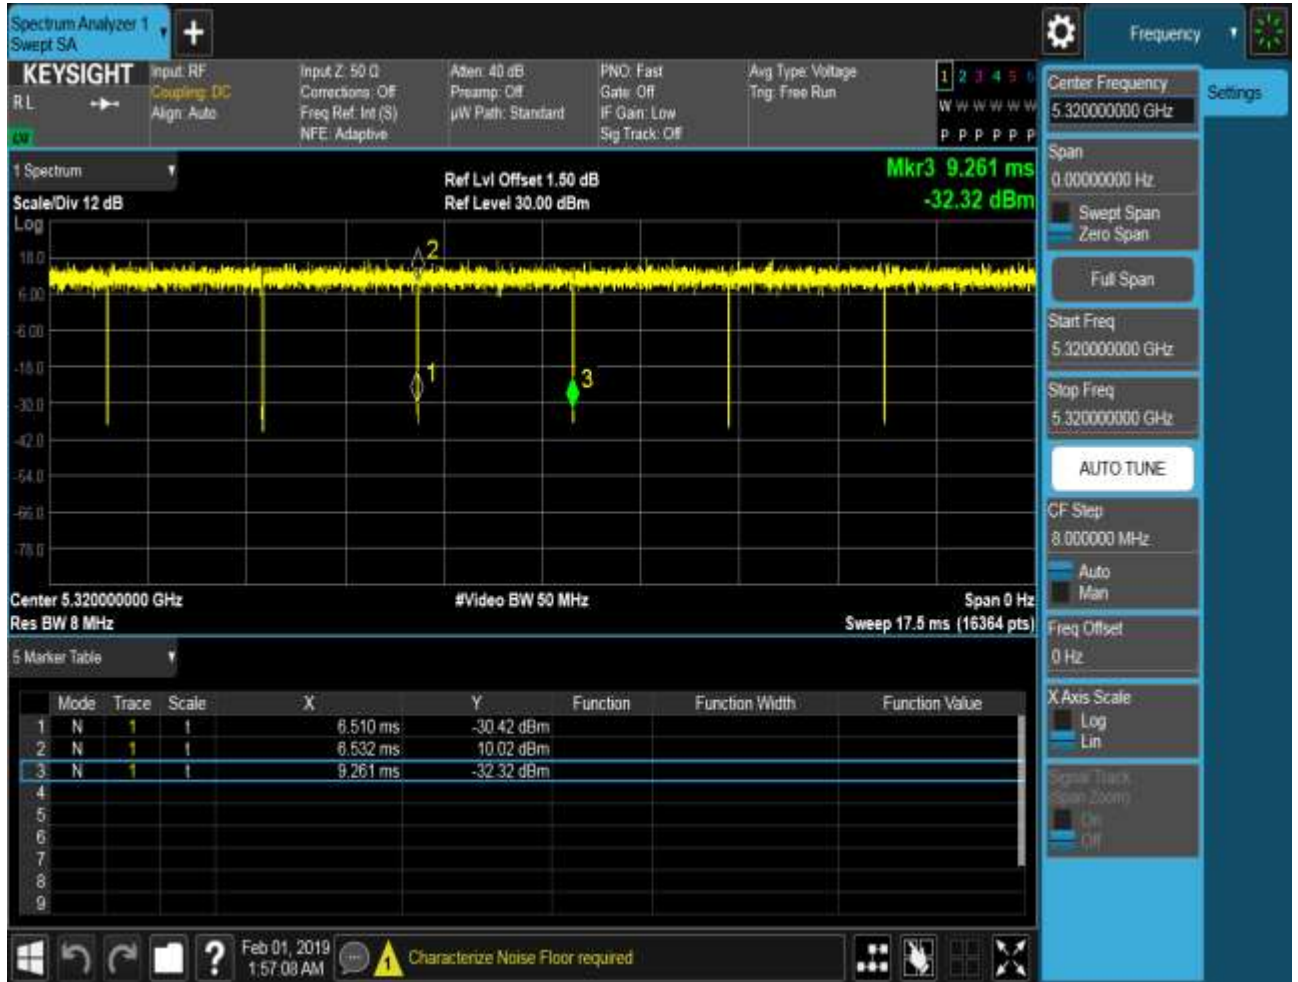 Spectrum Analyzer 1
Swept SA
Frequency
KEYSIGHT
R L
Input: RF
Coupling: DC
Align: Auto
Input Z: 50 Ω
Corrections: Off
Freq Ref: Int (S)
NFE: Adaptive
Atten: 40 dB
Preamp: Off
µW Path: Standard
PNO: Fast
Gate: Off
IF Gain: Low
Sig Track: Off
Avg Type: Voltage
Trig: Free Run
1 2 3 4 5 6
W W W W W W
P P P P P P
1 Spectrum
Scale/Div 12 dB
Ref Lvl Offset 1.50 dB
Ref Level 30.00 dBm
Mkr3 9.261 ms
-32.32 dBm
Log
18.0
6.00
-6.00
-18.0
-30.0
-42.0
-54.0
-66.0
-78.0
2
1
3
Center 5.320000000 GHz
#Video BW 50 MHz
Span 0 Hz
Res BW 8 MHz
Sweep 17.5 ms (16364 pts)
5 Marker Table
Mode Trace Scale X Y Function Function Width Function Value
1 N 1 t 6.510 ms -30.42 dBm
2 N 1 t 6.532 ms 10.02 dBm
3 N 1 t 9.261 ms -32.32 dBm
4
5
6
7
8
9
Feb 01, 2019
1:57:08 AM
1
Characterize Noise Floor required
?
Settings
Center Frequency
5.320000000 GHz
Span
0.00000000 Hz
Swept Span
Zero Span
Full Span
Start Freq
5.320000000 GHz
Stop Freq
5.320000000 GHz
AUTO TUNE
CF Step
8.000000 MHz
Auto
Man
Freq Offset
0 Hz
X Axis Scale
Log
Lin
Signal Track
(Span Zoom)
On
Off